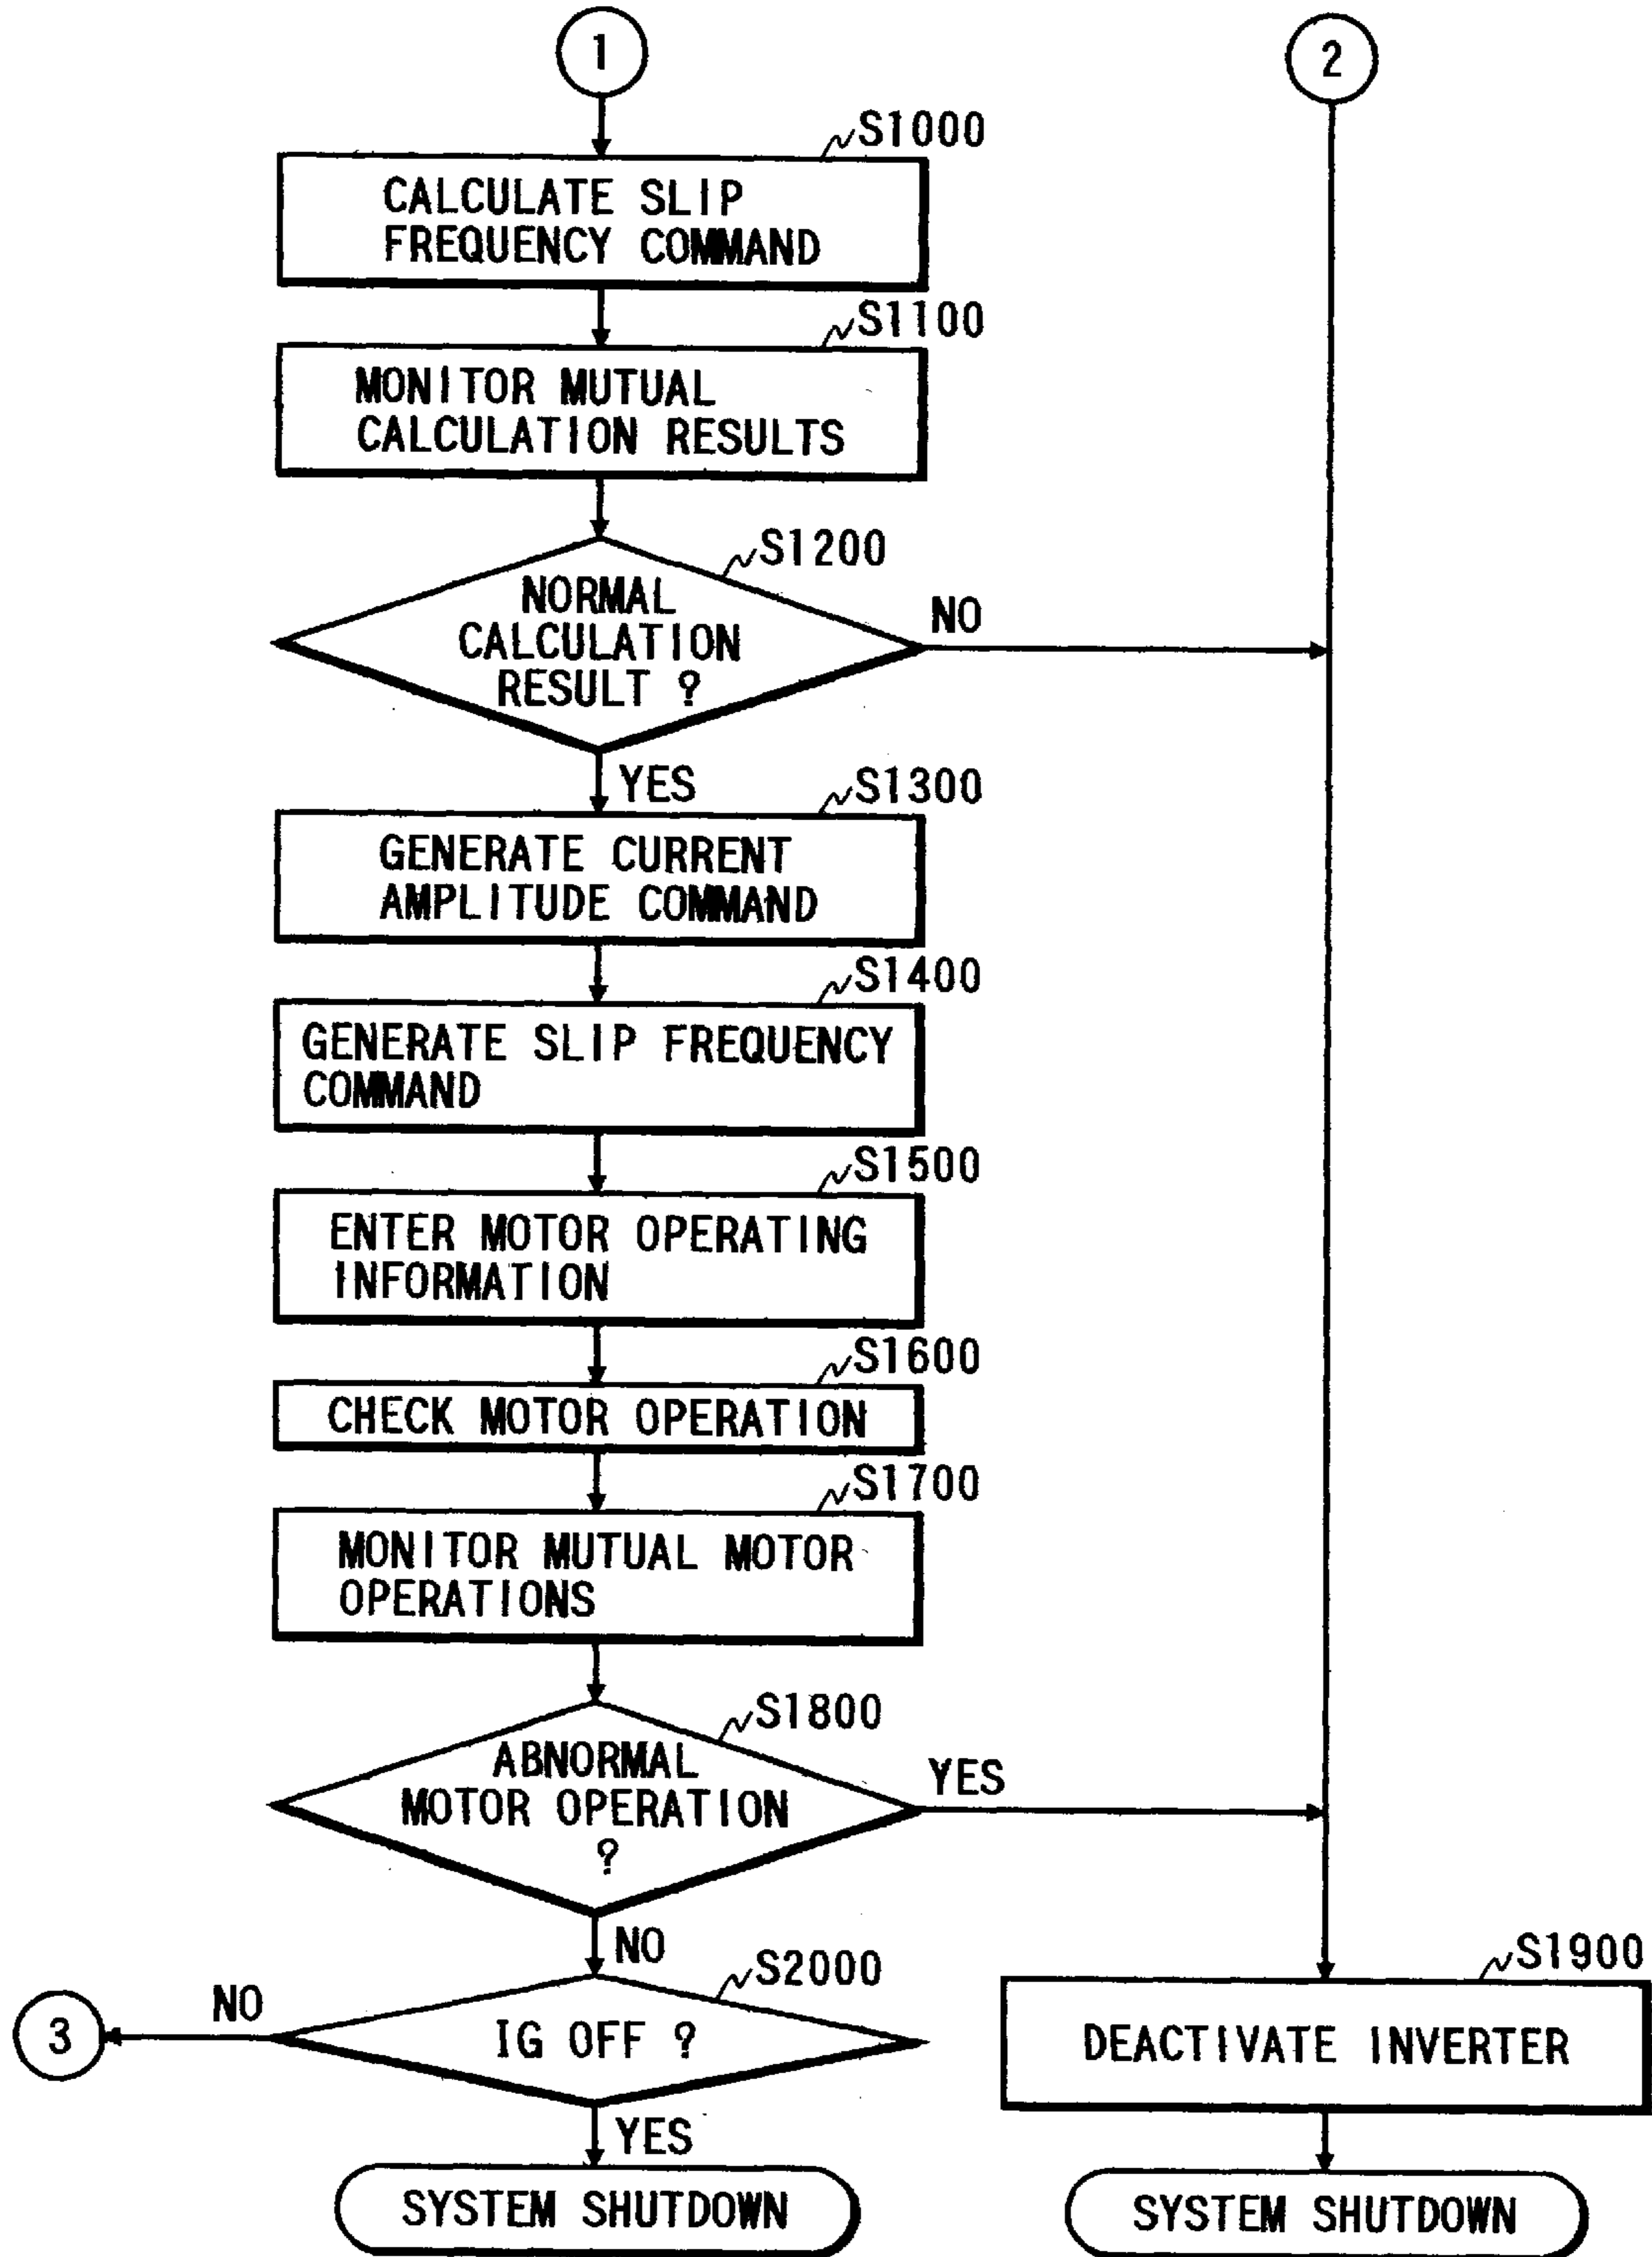 1
2
S1000
CALCULATE SLIP
FREQUENCY COMMAND
S1100
MONITOR MUTUAL
CALCULATION RESULTS
S1200
NORMAL
CALCULATION
RESULT ?
NO
YES
S1300
GENERATE CURRENT
AMPLITUDE COMMAND
S1400
GENERATE SLIP FREQUENCY
COMMAND
S1500
ENTER MOTOR OPERATING
INFORMATION
S1600
CHECK MOTOR OPERATION
S1700
MONITOR MUTUAL MOTOR
OPERATIONS
S1800
ABNORMAL
MOTOR OPERATION
?
YES
NO
S2000
IG OFF ?
NO
3
YES
SYSTEM SHUTDOWN
S1900
DEACTIVATE INVERTER
SYSTEM SHUTDOWN